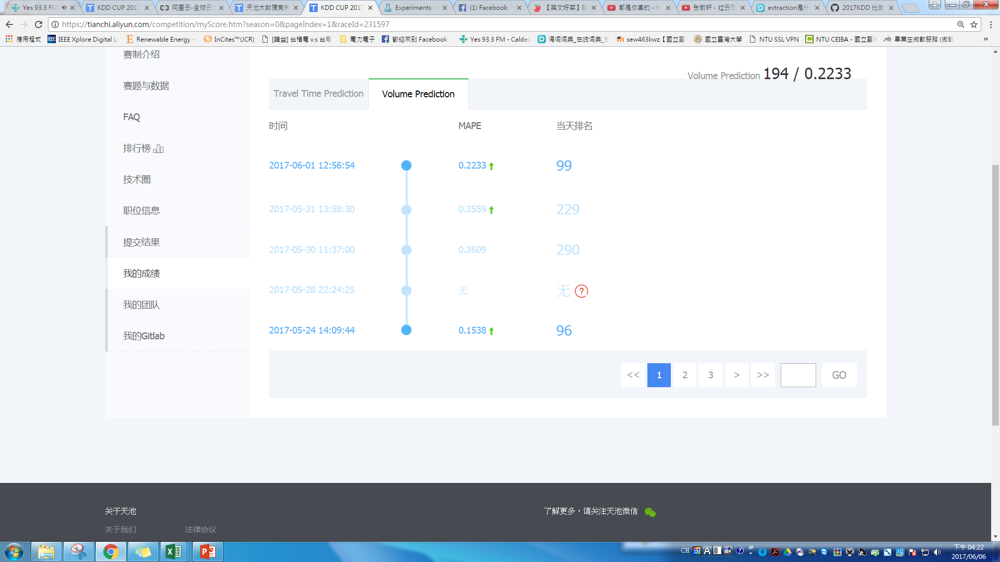 Yes 93.3 FM
KDD CUP 2017
阿里云-全球云
天池大数据竞赛
KDD CUP 2017
Experiments -
(1) Facebook
【英文好菜】
都是你害的 - Y
张敬轩 - 过云雨
extraction是什
2017KDD 比赛
https://tianchi.aliyun.com/competition/myScore.htm?season=0&pageIndex=1&raceId=231597
應用程式
IEEE Xplore Digital Li
Renewable Energy -
InCites™(JCR)
[請益] 台積電 v.s 台電
電力電子
歡迎來到 Facebook
Yes 93.3 FM - Caldec
海词词典_在线词典_在
sew463kwz【國立臺
國立臺灣大學
NTU SSL VPN
NTU CEIBA - 國立臺
畢業生微軟服務 (微軟
»
赛制介绍
赛题与数据
FAQ
排行榜
技术圈
职位信息
提交结果
我的成绩
我的团队
我的Gitlab
Volume Prediction 194 / 0.2233
Travel Time Prediction
Volume Prediction
时间 MAPE 当天排名
2017-06-01 12:56:54 0.2233 99
2017-05-31 13:58:30 0.3559 229
2017-05-30 11:37:00 0.3609 290
2017-05-28 22:24:25 无 无 ?
2017-05-24 14:09:44 0.1538 96
<< 1 2 3 > >> GO
关于天池
了解更多，请关注天池微信
关于我们
法律协议
CH
下午 04:22
2017/06/06